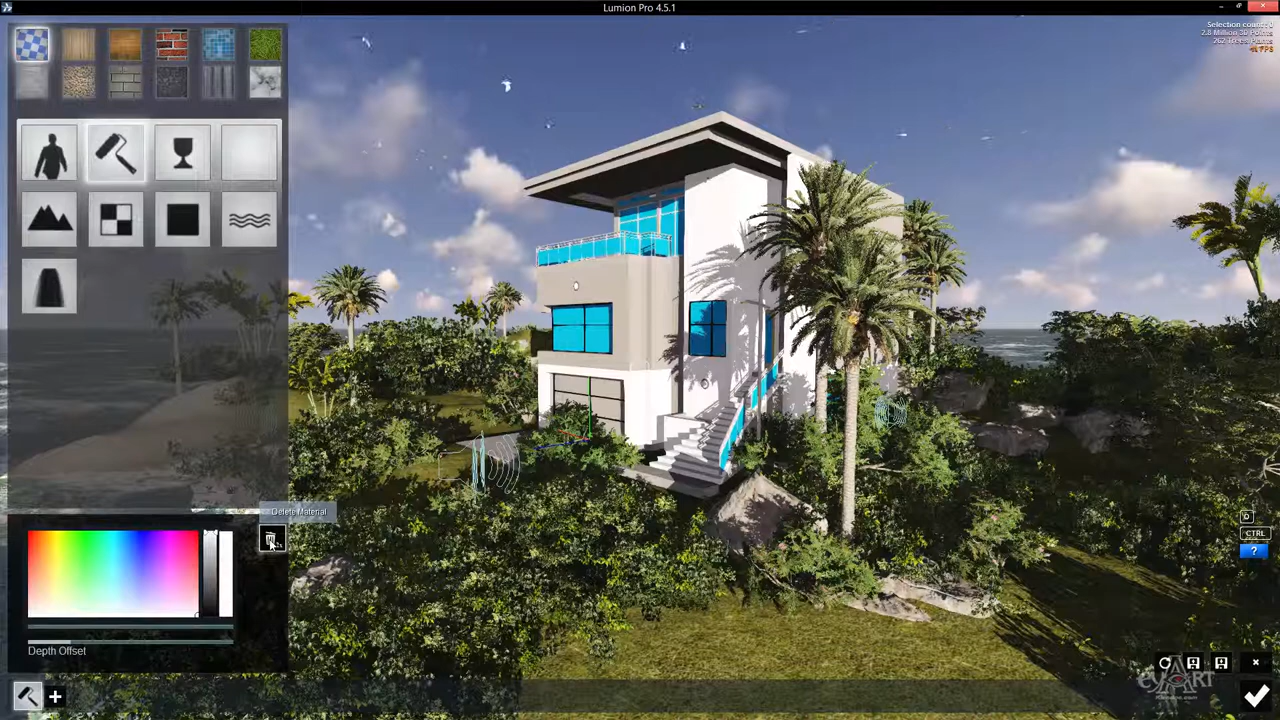 Lumion Pro 4.5.1
Selection count: 0
2.8 Million 3D Points
262 Trees/Plants
Delete Material
D
CTRL
?
Depth Offset